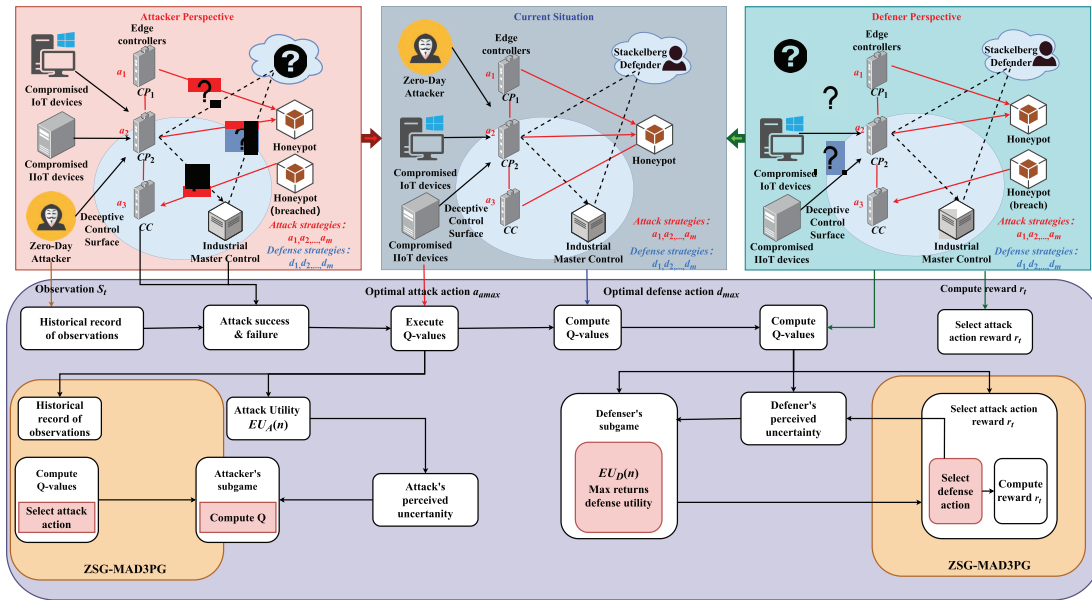 Attacker Perspective
Edge
controllers
a1
CP1
?
Compromised
IoT devices
?
a2
CP2
?
Honeypot
Compromised
IIoT devices
?
a3
Honeypot
(breached)
Deceptive
Control
Surface
CC
Zero-Day
Attacker
Industrial
Master Control
Attack strategies:
a1,a2,...,am
Defense strategies:
d1,d2,...,dm
Current Situation
Edge
controllers
Zero-Day
Attacker
a1
CP1
Stackelberg
Defender
a2
CP2
Honeypot
Compromised
IoT devices
a3
Deceptive
Control
Surface
CC
Compromised
IIoT devices
Industrial
Master Control
Attack strategies:
a1,a2,...,am
Defense strategies:
d1,d2,...,dm
Defener Perspective
Edge
controllers
?
a1
CP1
Stackelberg
Defender
?
a2
CP2
Honeypot
?
Compromised
IoT devices
a3
Honeypot
(breach)
Deceptive
Control
Surface
CC
Compromised
IIoT devices
Industrial
Master Control
Attack strategies:
a1,a2,...,am
Defense strategies:
d1,d2,...,dm
Observation St
Optimal attack action aamax
Optimal defense action dmax
Compute reward rt
Historical record
of observations
Attack success
& failure
Execute
Q-values
Compute
Q-values
Compute
Q-values
Select attack
action reward rt
Historical
record of
observations
Attack Utility
EUA(n)
Compute
Q-values
Select attack
action
Attacker's
subgame
Compute Q
Attack's
perceived
uncertanity
ZSG-MAD3PG
Defenser's
subgame
EUD(n)
Max returns
defense utility
Defener's
perceived
uncertainty
Select attack action
reward rt
Select
defense
action
Compute
reward rt
ZSG-MAD3PG